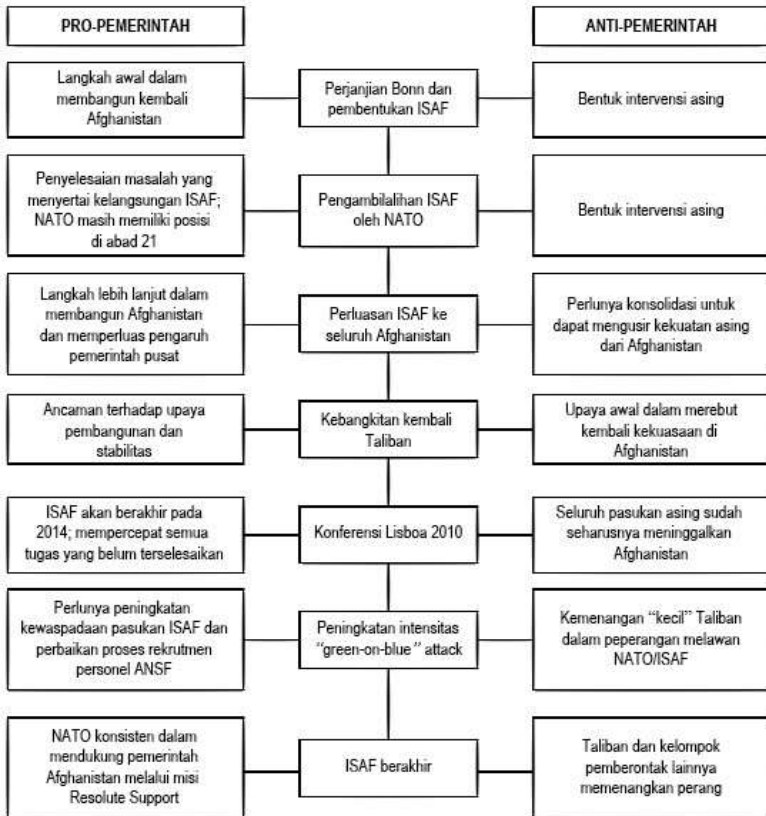 PRO-PEMERINTAH
ANTI-PEMERINTAH
Langkah awal dalam
membangun kembali
Afghanistan
Perjanjian Bonn dan
pembentukan ISAF
Bentuk intervensi asing
Penyelesaian masalah yang
menyertai kelangsungan ISAF;
NATO masih memiliki posisi
di abad 21
Pengambilalihan ISAF
oleh NATO
Bentuk intervensi asing
Langkah lebih lanjut dalam
membangun Afghanistan
dan memperluas pengaruh
pemerintah pusat
Perluasan ISAF ke
seluruh Afghanistan
Perlunya konsolidasi untuk
dapat mengusir kekuatan asing
dari Afghanistan
Ancaman terhadap upaya
pembangunan dan
stabilitas
Kebangkitan kembali
Taliban
Upaya awal dalam merebut
kembali kekuasaan di
Afghanistan
ISAF akan berakhir pada
2014; mempercepat semua
tugas yang belum terselesaikan
Konferensi Lisboa 2010
Seluruh pasukan asing sudah
seharusnya meninggalkan
Afghanistan
Perlunya peningkatan
kewaspadaan pasukan ISAF dan
perbaikan proses rekrutmen
personel ANSF
Peningkatan intensitas
“green-on-blue” attack
Kemenangan “kecil” Taliban
dalam peperangan melawan
NATO/ISAF
NATO konsisten dalam
mendukung pemerintah
Afghanistan melalui misi
Resolute Support
ISAF berakhir
Taliban dan kelompok
pemberontak lainnya
memenangkan perang